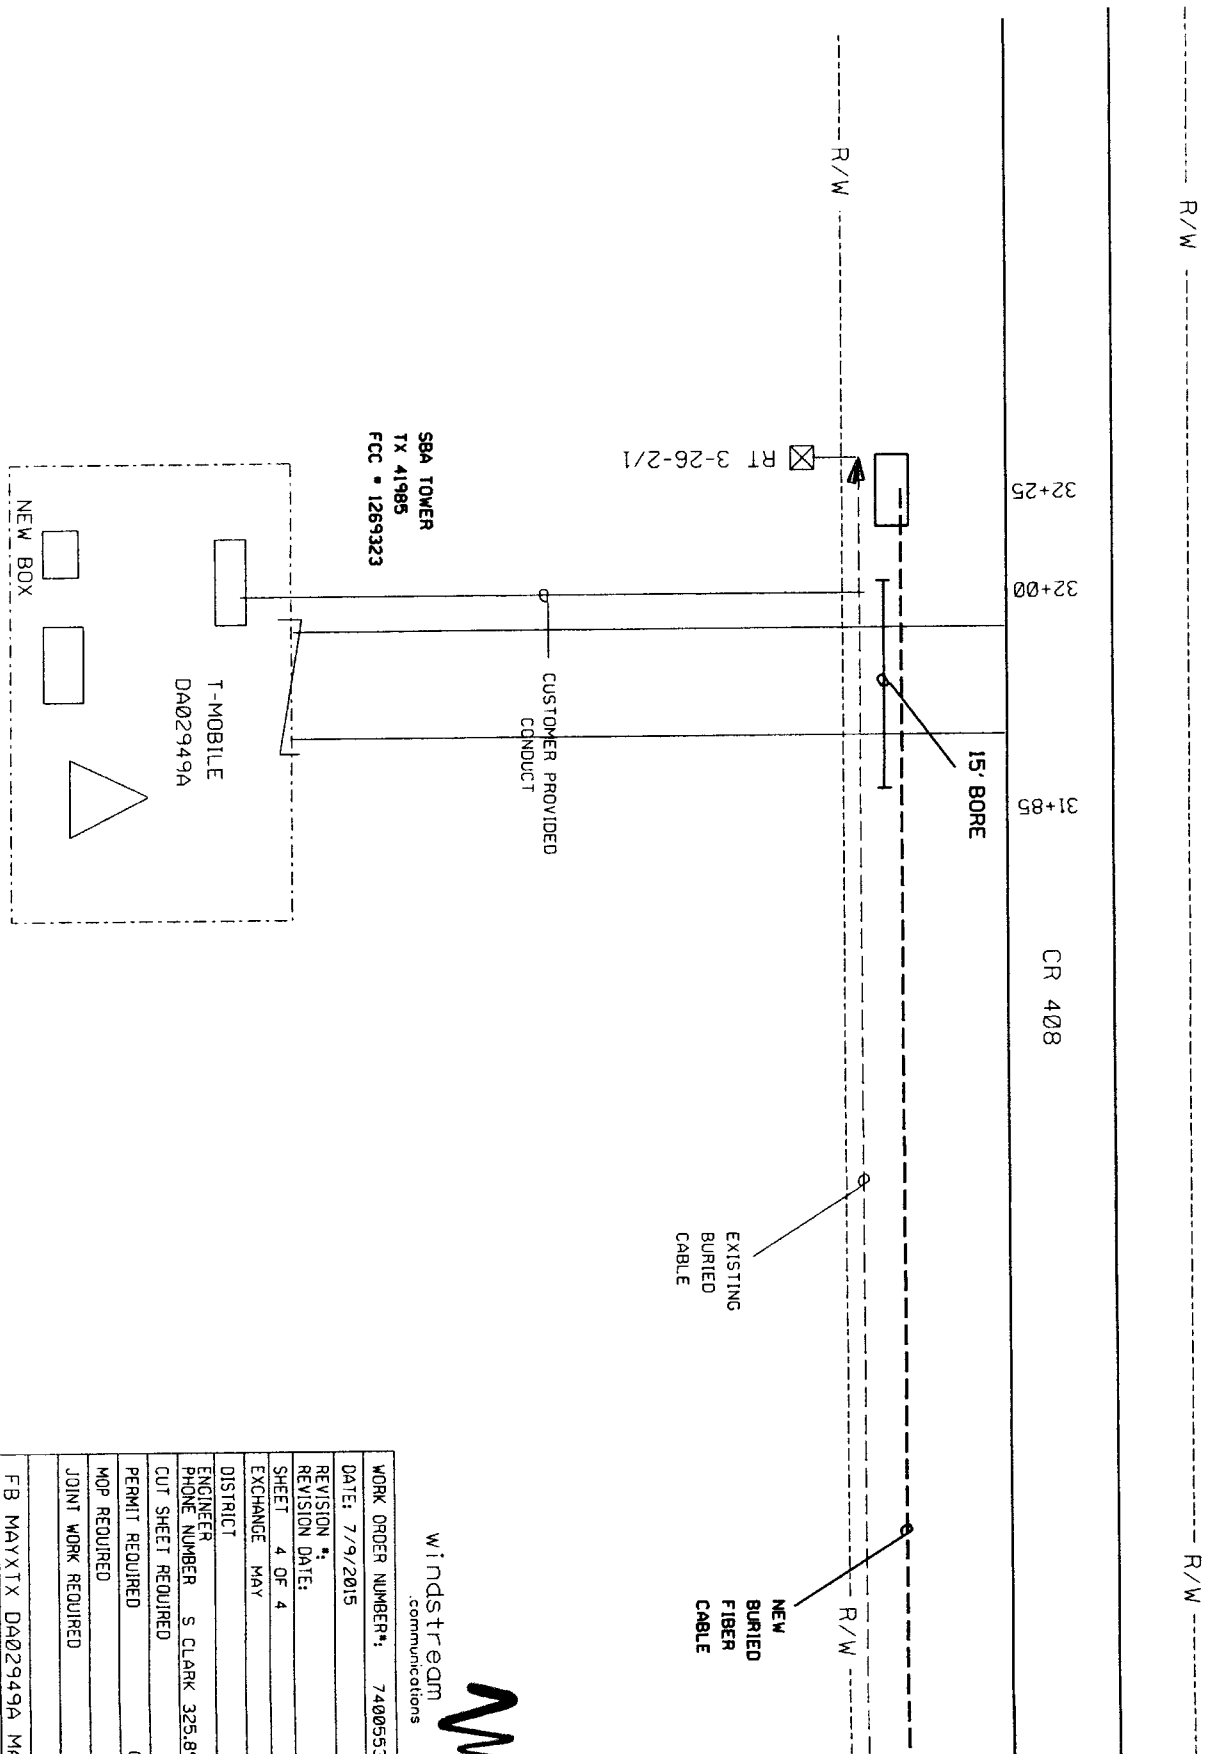 R/W
R/W
32+25
32+00
31+85
15' BORE
CR 408
RT 3-26-2/1
SBA TOWER
TX 41985
FCC # 1269323
CUSTOMER PROVIDED
CONDUCT
T-MOBILE
DA02949A
NEW BOX
EXISTING
BURIED
CABLE
NEW
BURIED
FIBER
CABLE
R/W
R/W
windstream
communications
WORK ORDER NUMBER#:
DATE: 7/9/2015
REVISION #:
REVISION DATE:
SHEET 4 OF 4
EXCHANGE MAY
DISTRICT
ENGINEER
PHONE NUMBER S CLARK
CUT SHEET REQUIRED
PERMIT REQUIRED
MOP REQUIRED
JOINT WORK REQUIRED
FB MAYXTX DA02949A